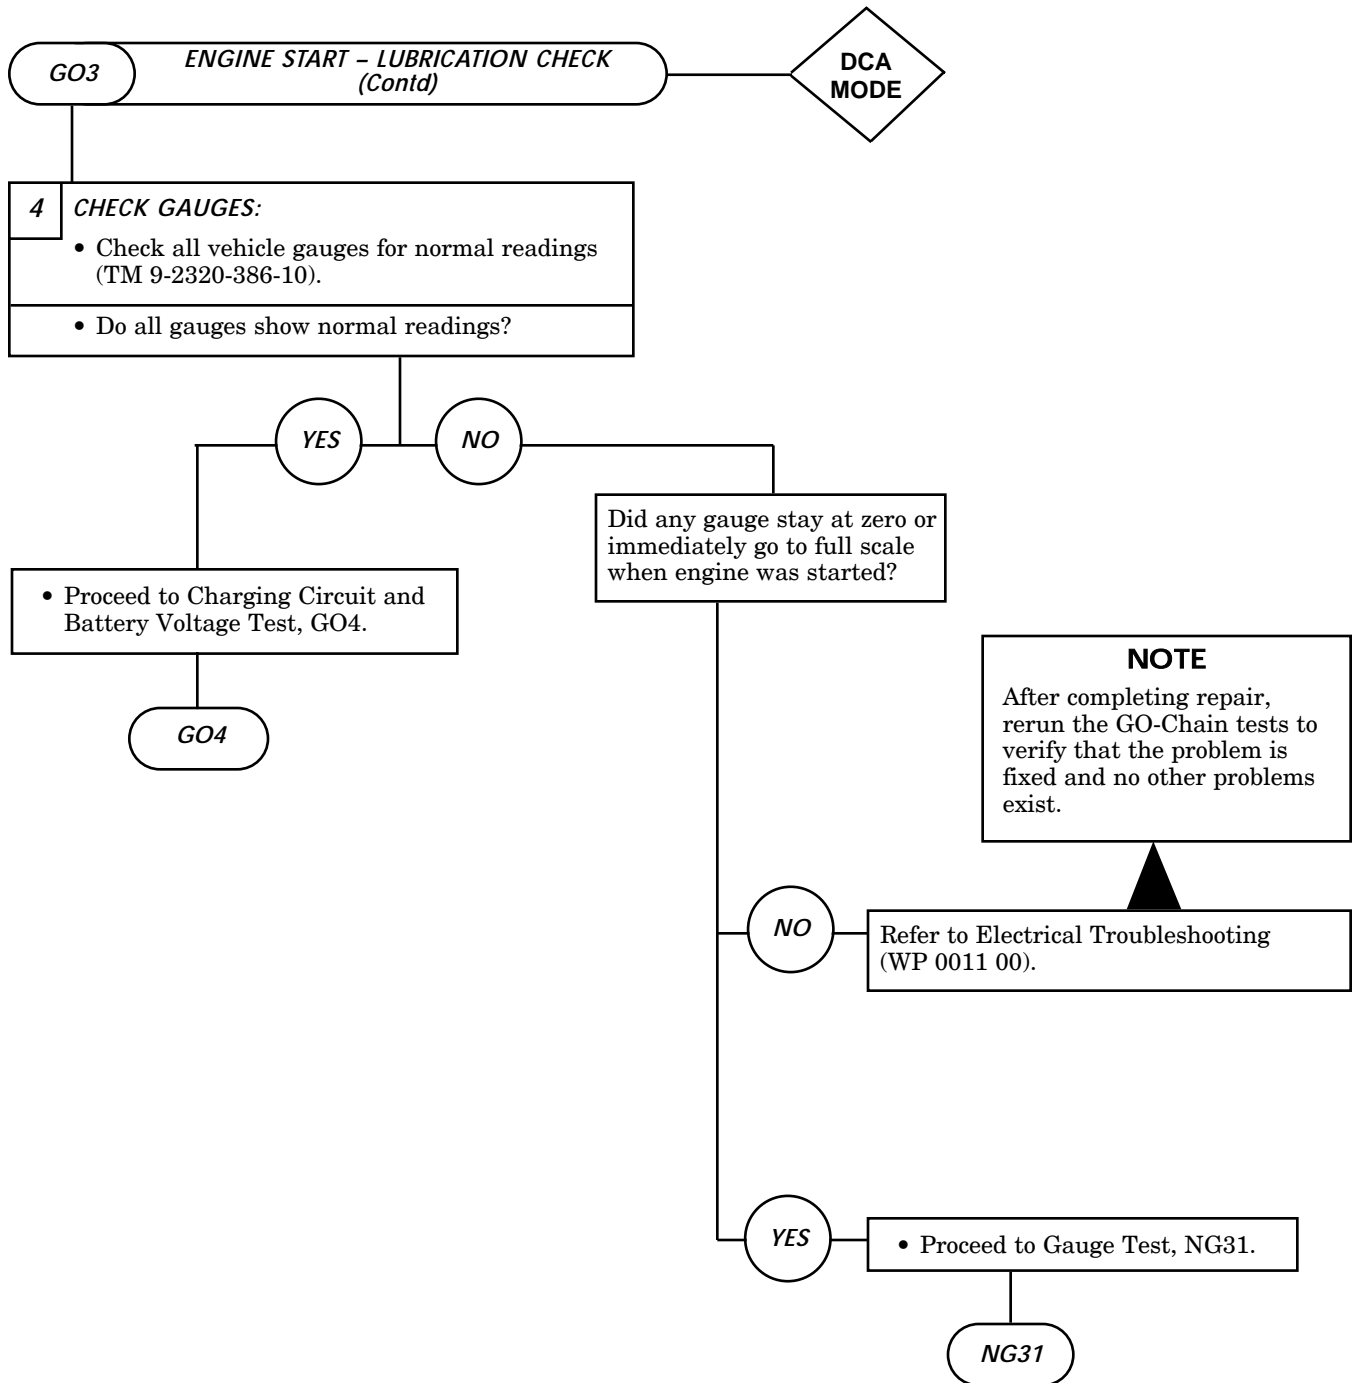 GO3
ENGINE START – LUBRICATION CHECK
(Contd)
DCA
MODE
4
CHECK GAUGES:
• Check all vehicle gauges for normal readings
(TM 9-2320-386-10).
• Do all gauges show normal readings?
YES
NO
Did any gauge stay at zero or
immediately go to full scale
when engine was started?
• Proceed to Charging Circuit and
Battery Voltage Test, GO4.
GO4
NOTE
After completing repair,
rerun the GO-Chain tests to
verify that the problem is
fixed and no other problems
exist.
NO
Refer to Electrical Troubleshooting
(WP 0011 00).
YES
• Proceed to Gauge Test, NG31.
NG31